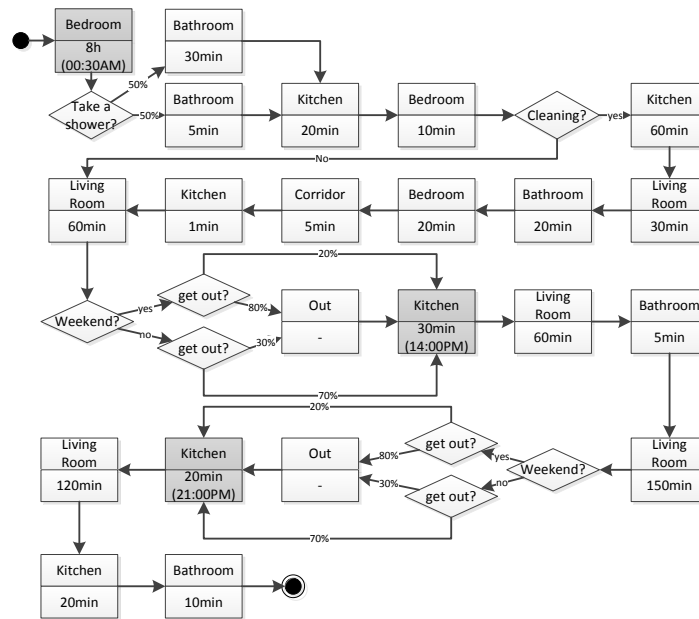 Bedroom
8h
(00:30AM)
Bathroom
30min
50%
Take a
shower?
50%
Bathroom
5min
Kitchen
20min
Bedroom
10min
Cleaning?
yes
Kitchen
60min
No
Living
Room
60min
Kitchen
1min
Corridor
5min
Bedroom
20min
Bathroom
20min
Living
Room
30min
20%
Weekend?
yes
get out?
80%
no
get out?
30%
Out
-
Kitchen
30min
(14:00PM)
Living
Room
60min
Bathroom
5min
70%
20%
Living
Room
120min
Kitchen
20min
(21:00PM)
Out
-
80%
get out?
yes
30%
get out?
no
Weekend?
Living
Room
150min
70%
Kitchen
20min
Bathroom
10min